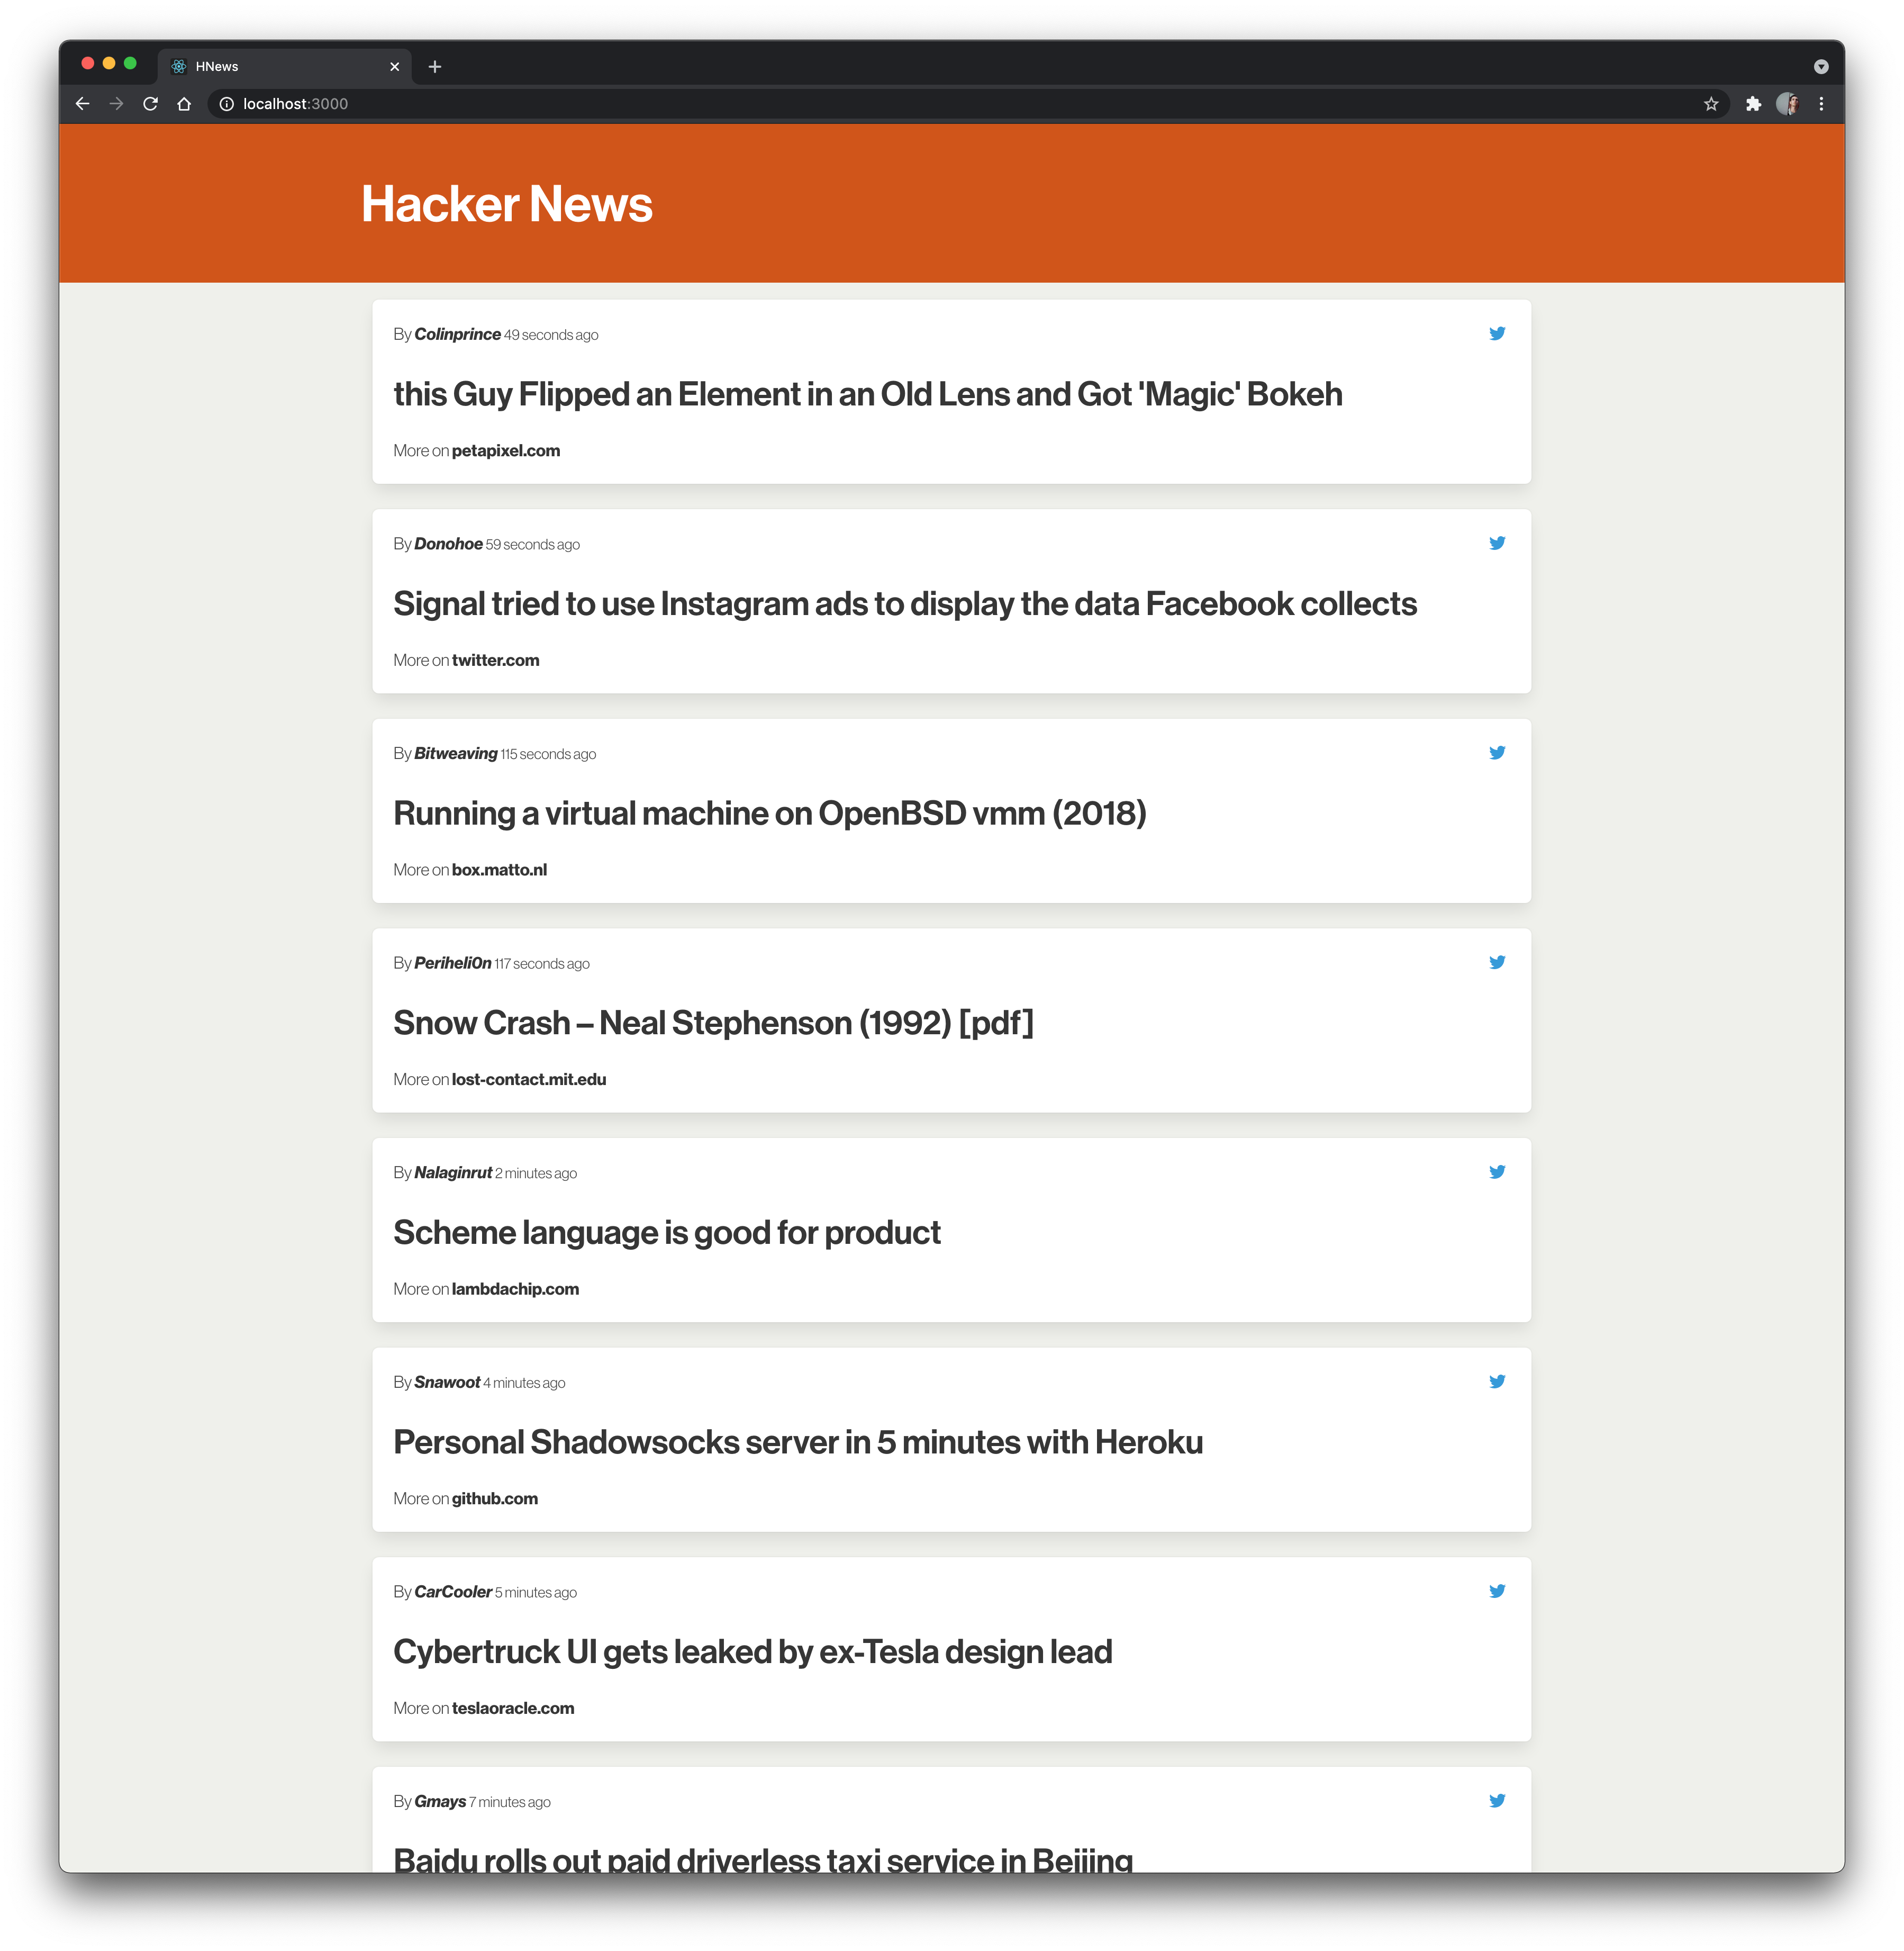 HNews
localhost:3000
Hacker News
By Colinprince 49 seconds ago
this Guy Flipped an Element in an Old Lens and Got 'Magic' Bokeh
More on petapixel.com
By Donohoe 59 seconds ago
Signal tried to use Instagram ads to display the data Facebook collects
More on twitter.com
By Bitweaving 115 seconds ago
Running a virtual machine on OpenBSD vmm (2018)
More on box.matto.nl
By Periheli0n 117 seconds ago
Snow Crash – Neal Stephenson (1992) [pdf]
More on lost-contact.mit.edu
By Nalaginrut 2 minutes ago
Scheme language is good for product
More on lambdachip.com
By Snawoot 4 minutes ago
Personal Shadowsocks server in 5 minutes with Heroku
More on github.com
By CarCooler 5 minutes ago
Cybertruck UI gets leaked by ex-Tesla design lead
More on teslaoracle.com
By Gmays 7 minutes ago
Baidu rolls out paid driverless taxi service in Beijing